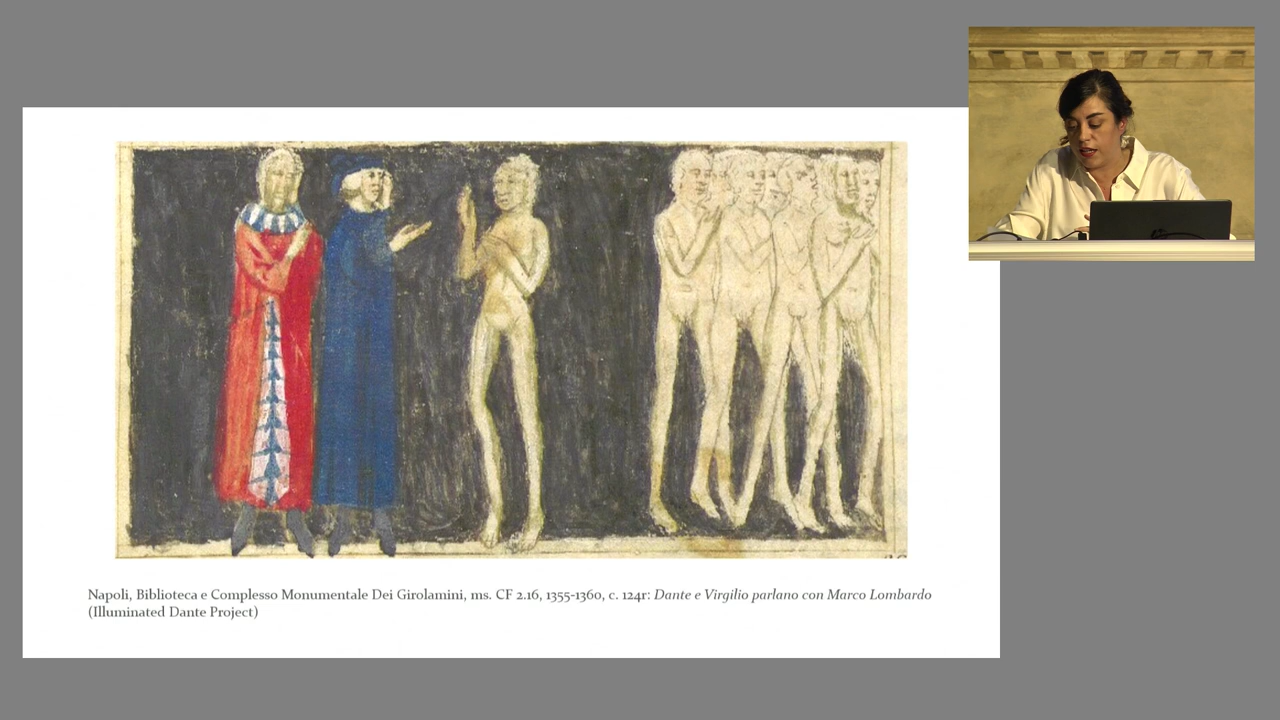 Napoli, Biblioteca e Complesso Monumentale Dei Girolamini, ms. CF 2.16, 1355-1360, c. 124r: Dante e Virgilio parlano con Marco Lombardo
(Illuminated Dante Project)